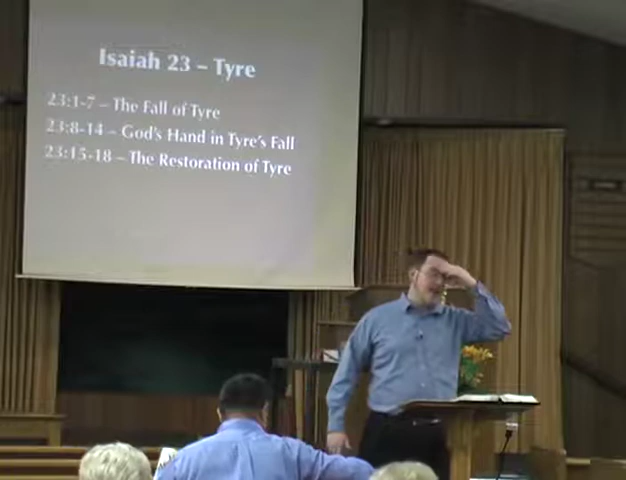 Isaiah 23 – Tyre
23:1-7 – The Fall of Tyre
23:8-14 – God's Hand in Tyre's Fall
23:15-18 – The Restoration of Tyre